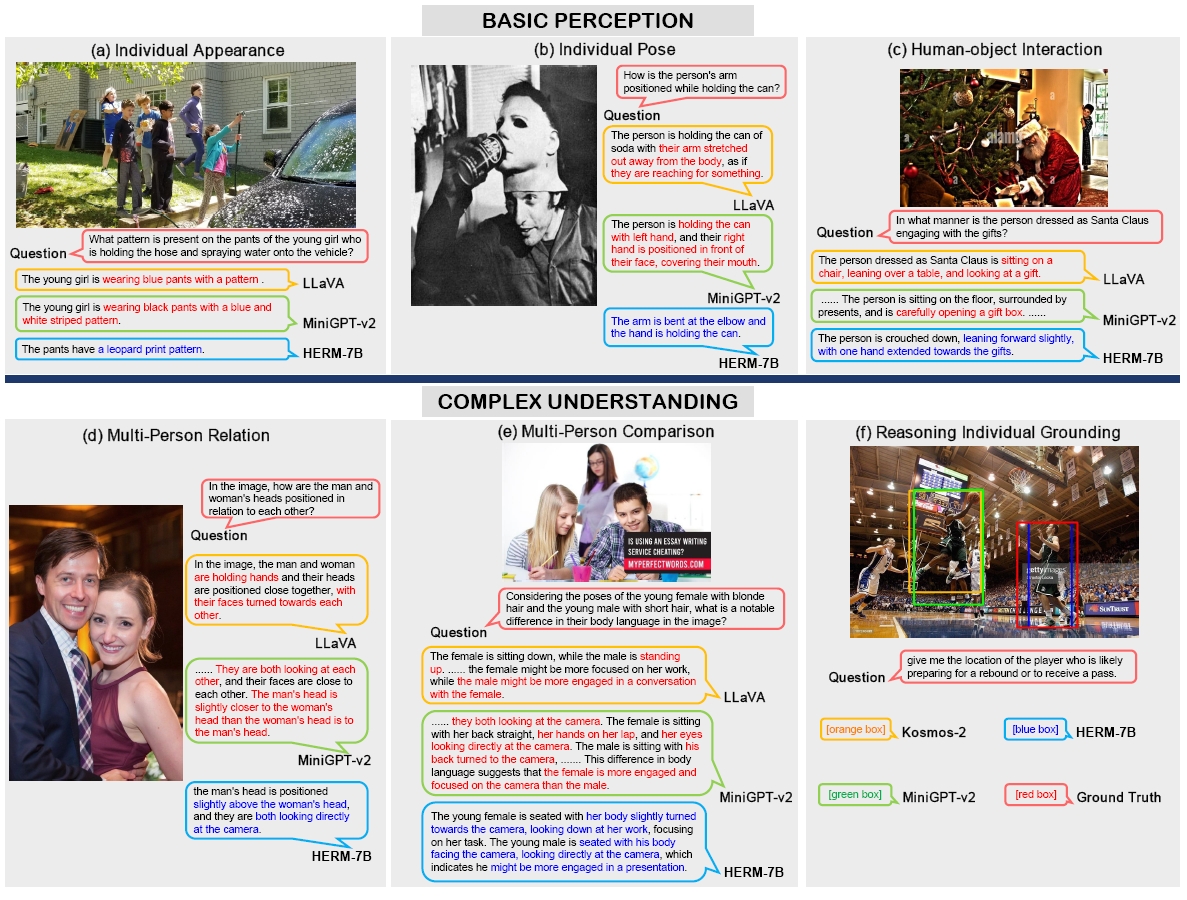 BASIC PERCEPTION
(a) Individual Appearance
Question
What pattern is present on the pants of the young girl who
is holding the hose and spraying water onto the vehicle?
The young girl is wearing blue pants with a pattern .
LLaVA
The young girl is wearing black pants with a blue and
white striped pattern.
MiniGPT-v2
The pants have a leopard print pattern.
HERM-7B
(b) Individual Pose
How is the person's arm
positioned while holding the can?
Question
The person is holding the can of
soda with their arm stretched
out away from the body, as if
they are reaching for something.
LLaVA
The person is holding the can
with left hand, and their right
hand is positioned in front of
their face, covering their mouth.
MiniGPT-v2
The arm is bent at the elbow and
the hand is holding the can.
HERM-7B
(c) Human-object Interaction
a
a
alamy
a
a
In what manner is the person dressed as Santa Claus
engaging with the gifts?
Question
The person dressed as Santa Claus is sitting on a
chair, leaning over a table, and looking at a gift.
LLaVA
...... The person is sitting on the floor, surrounded by
presents, and is carefully opening a gift box. ......
MiniGPT-v2
The person is crouched down, leaning forward slightly,
with one hand extended towards the gifts.
HERM-7B
COMPLEX UNDERSTANDING
(d) Multi-Person Relation
In the image, how are the man and
woman's heads positioned in
relation to each other?
Question
In the image, the man and woman
are holding hands and their heads
are positioned close together, with
their faces turned towards each
other.
LLaVA
..... They are both looking at each
other, and their faces are close to
each other. The man's head is
slightly closer to the woman's
head than the woman's head is to
the man's head.
MiniGPT-v2
the man's head is positioned
slightly above the woman's head,
and they are both looking directly
at the camera.
HERM-7B
(e) Multi-Person Comparison
IS USING AN ESSAY WRITING
SERVICE CHEATING?
MYPERFECTWORDS.COM
Considering the poses of the young female with blonde
hair and the young male with short hair, what is a notable
difference in their body language in the image?
Question
The female is sitting down, while the male is standing
up. ...... the female might be more focused on her work,
while the male might be more engaged in a conversation
with the female.
LLaVA
...... they both looking at the camera. The female is sitting
with her back straight, her hands on her lap, and her eyes
looking directly at the camera. The male is sitting with his
back turned to the camera, ....... This difference in body
language suggests that the female is more engaged and
focused on the camera than the male.
MiniGPT-v2
The young female is seated with her body slightly turned
towards the camera, looking down at her work, focusing
on her task. The young male is seated with his body
facing the camera, looking directly at the camera, which
indicates he might be more engaged in a presentation.
HERM-7B
(f) Reasoning Individual Grounding
gettyimages
SUNTRUST
give me the location of the player who is likely
preparing for a rebound or to receive a pass.
Question
[orange box]
Kosmos-2
[blue box]
HERM-7B
[green box]
MiniGPT-v2
[red box]
Ground Truth